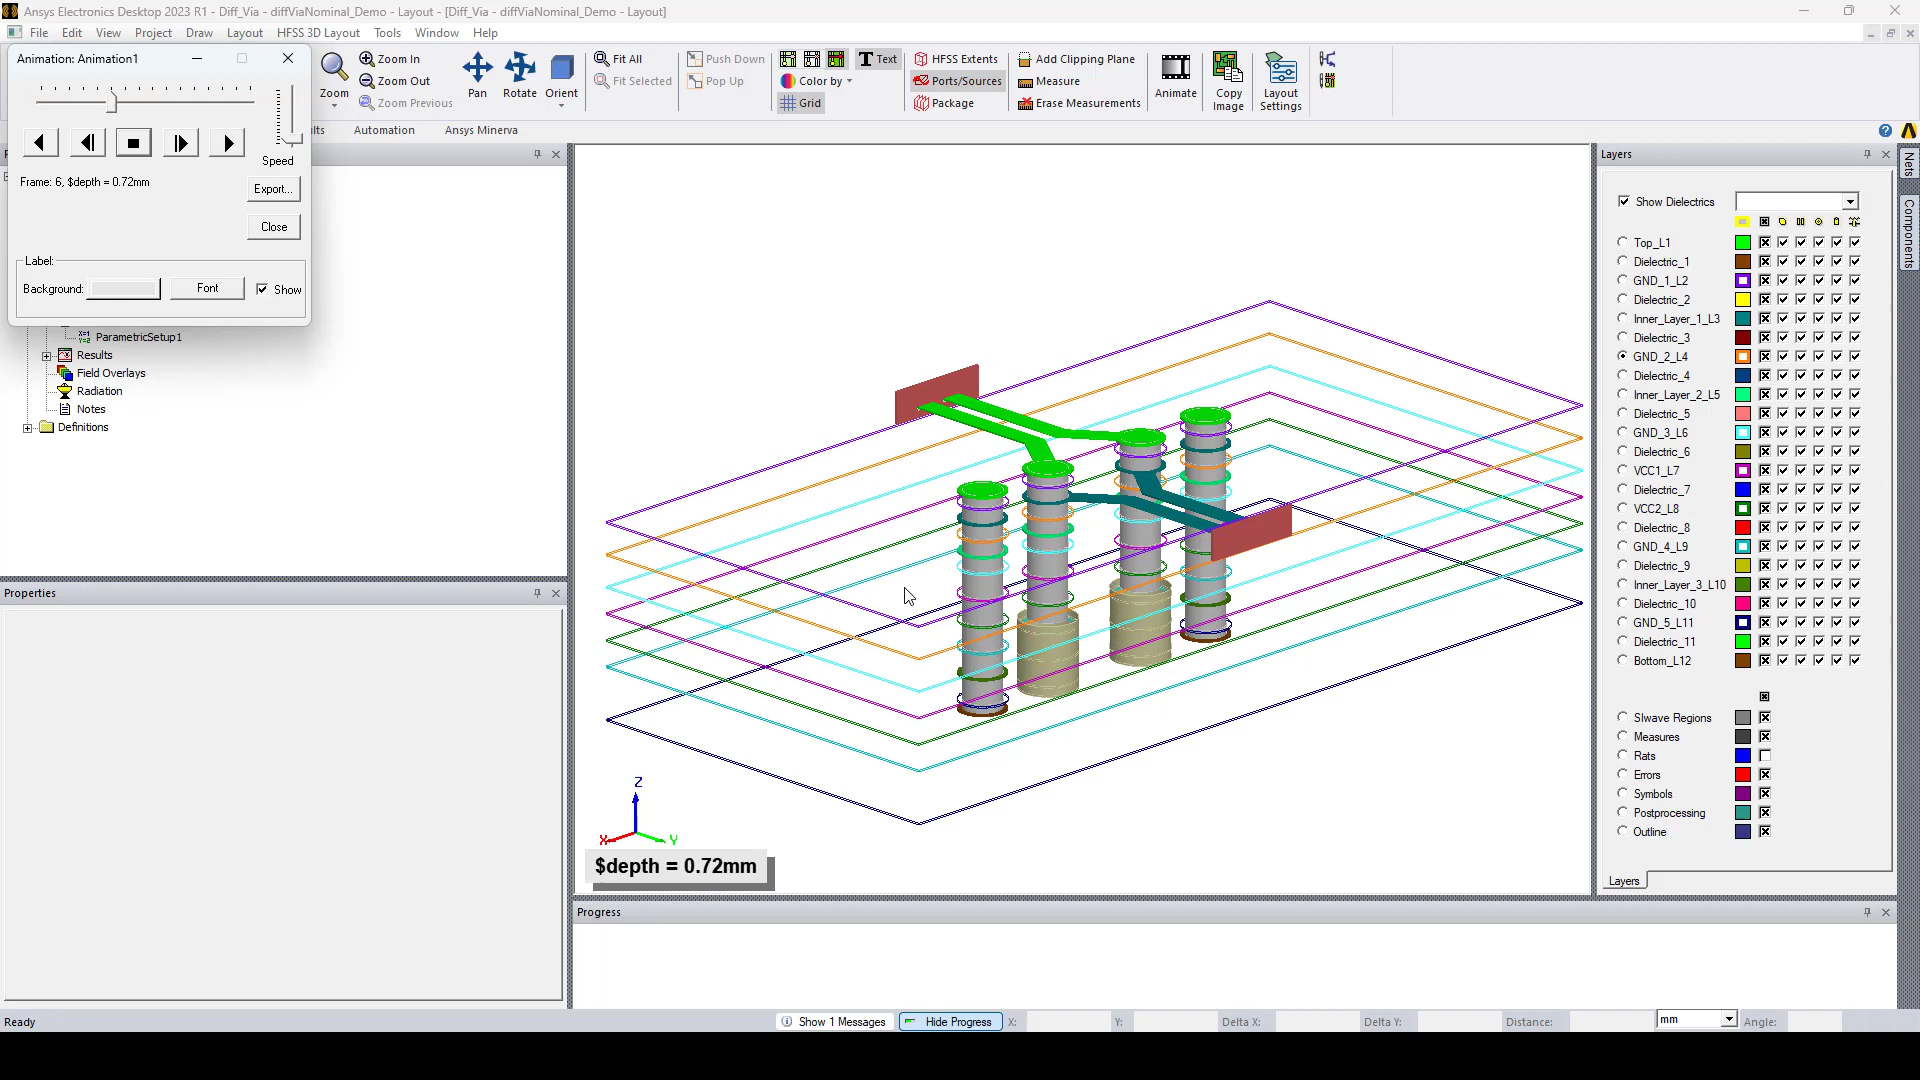 Ansys Electronics Desktop 2023 R1 - Diff_Via - diffViaNominal_Demo - Layout - [Diff_Via - diffViaNominal_Demo - Layout]
File Edit View Project Draw Layout HFSS 3D Layout Tools Window Help
Animation: Animation1
Speed
Frame: 6, $depth = 0.72mm
Export...
Close
Label:
Background:
Font
Show
Zoom
Zoom In
Zoom Out
Zoom Previous
Pan
Rotate
Orient
Fit All
Fit Selected
Push Down
Pop Up
Color by
Grid
Text
HFSS Extents
Ports/Sources
Package
Add Clipping Plane
Measure
Erase Measurements
Animate
Copy
Image
Layout
Settings
Automation
Ansys Minerva
ParametricSetup1
Results
Field Overlays
Radiation
Notes
Definitions
Properties
Z
X
Y
$depth = 0.72mm
Progress
Layers
Show Dielectrics
Top_L1
Dielectric_1
GND_1_L2
Dielectric_2
Inner_Layer_1_L3
Dielectric_3
GND_2_L4
Dielectric_4
Inner_Layer_2_L5
Dielectric_5
GND_3_L6
Dielectric_6
VCC1_L7
Dielectric_7
VCC2_L8
Dielectric_8
GND_4_L9
Dielectric_9
Inner_Layer_3_L10
Dielectric_10
GND_5_L11
Dielectric_11
Bottom_L12
SIwave Regions
Measures
Rats
Errors
Symbols
Postprocessing
Outline
Layers
Nets
Components
Ready
Show 1 Messages
Hide Progress
X:
Y:
Delta X:
Delta Y:
Distance:
mm
Angle: